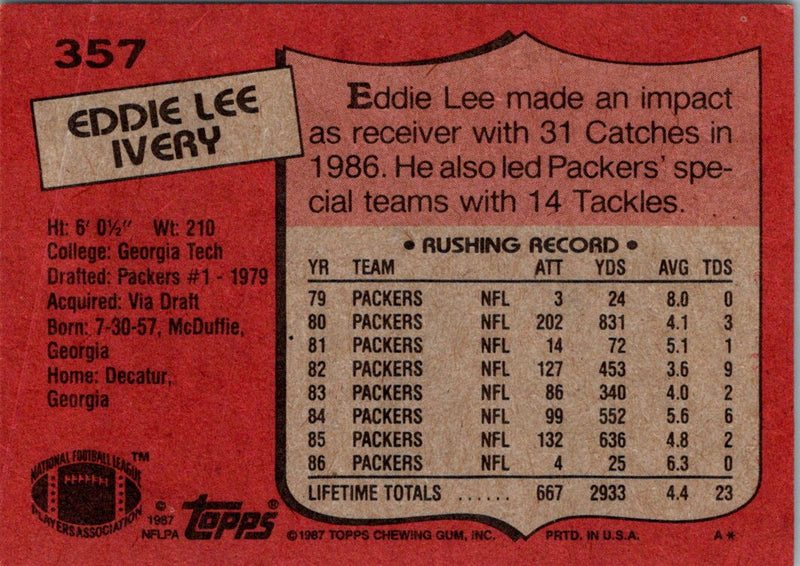 357
EDDIE LEE
IVERY
Ht: 6' 0½" Wt: 210
College: Georgia Tech
Drafted: Packers #1 - 1979
Acquired: Via Draft
Born: 7-30-57, McDuffie,
Georgia
Home: Decatur,
Georgia
Eddie Lee made an impact
as receiver with 31 Catches in
1986. He also led Packers' spe-
cial teams with 14 Tackles.
• RUSHING RECORD •
YR TEAM ATT YDS AVG TDS
79 PACKERS NFL 3 24 8.0 0
80 PACKERS NFL 202 831 4.1 3
81 PACKERS NFL 14 72 5.1 1
82 PACKERS NFL 127 453 3.6 9
83 PACKERS NFL 86 340 4.0 2
84 PACKERS NFL 99 552 5.6 6
85 PACKERS NFL 132 636 4.8 2
86 PACKERS NFL 4 25 6.3 0
LIFETIME TOTALS ...... 667 2933 4.4 23
NATIONAL FOOTBALL LEAGUE ™
PLAYERS ASSOCIATION
©
1987
NFLPA
Topps®
©1987 TOPPS CHEWING GUM, INC. PRTD. IN U.S.A. A*